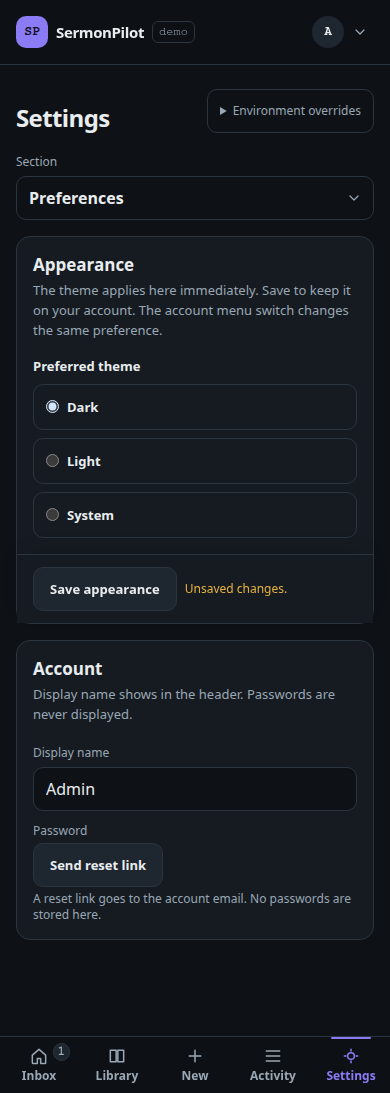 SP SermonPilot demo A
Settings
Environment overrides
Section
Preferences
Appearance
The theme applies here immediately. Save to keep it
on your account. The account menu switch changes
the same preference.
Preferred theme
Dark
Light
System
Save appearance Unsaved changes.
Account
Display name shows in the header. Passwords are
never displayed.
Display name
Admin
Password
Send reset link
A reset link goes to the account email. No passwords are
stored here.
1
Inbox Library New Activity Settings